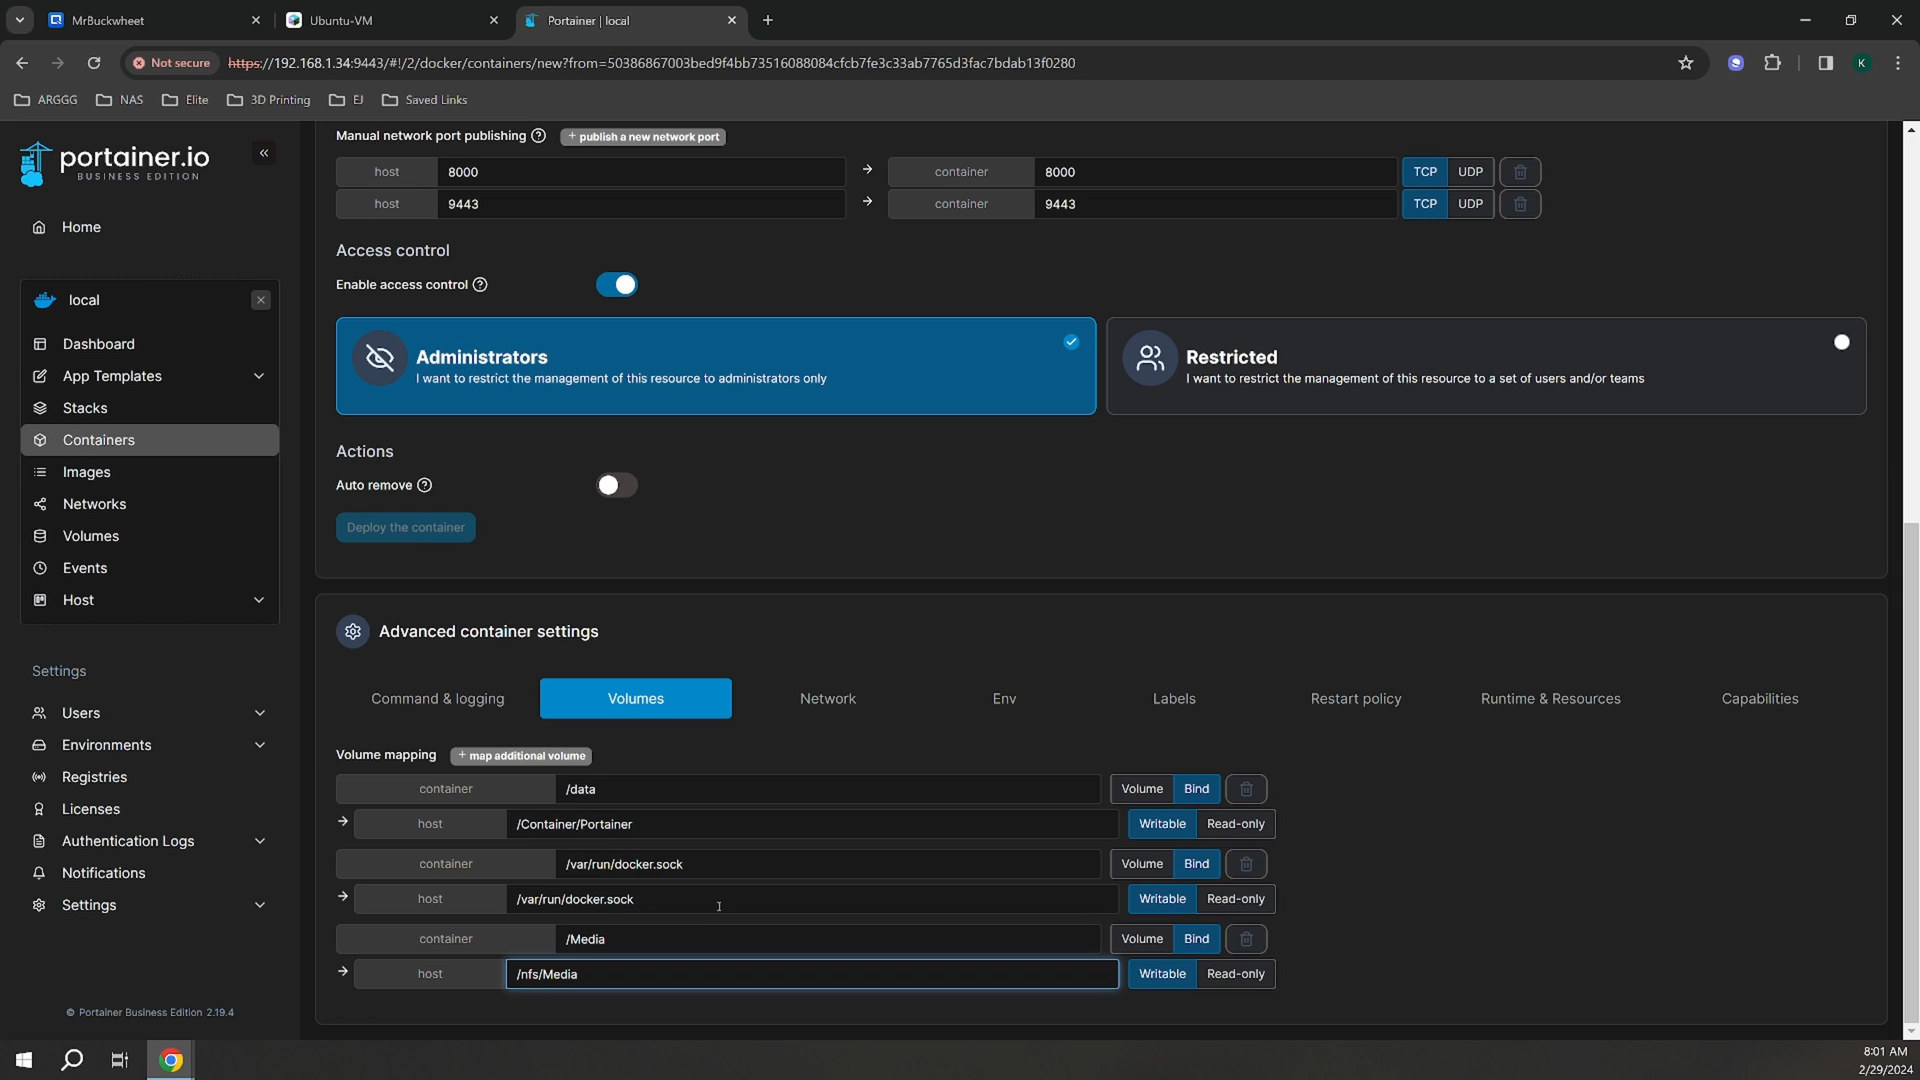 MrBuckwheet
Ubuntu-VM
Portainer | local
Not secure
https://192.168.1.34:9443/#!/2/docker/containers/new?from=50386867003bed9f4bb73516088084cfcb7fe3c33ab7765d3fac7bdab13f0280
K
ARGGG
NAS
Elite
3D Printing
EJ
Saved Links
portainer.io
BUSINESS EDITION
Home
local
Dashboard
App Templates
Stacks
Containers
Images
Networks
Volumes
Events
Host
Settings
Users
Environments
Registries
Licenses
Authentication Logs
Notifications
Settings
© Portainer Business Edition 2.19.4
Manual network port publishing
+ publish a new network port
host 8000 → container 8000 TCP UDP
host 9443 → container 9443 TCP UDP
Access control
Enable access control
Administrators
I want to restrict the management of this resource to administrators only
Restricted
I want to restrict the management of this resource to a set of users and/or teams
Actions
Auto remove
Deploy the container
Advanced container settings
Command & logging Volumes Network Env Labels Restart policy Runtime & Resources Capabilities
Volume mapping
+ map additional volume
container /data Volume Bind
→ host /Container/Portainer Writable Read-only
container /var/run/docker.sock Volume Bind
→ host /var/run/docker.sock Writable Read-only
container /Media Volume Bind
→ host /nfs/Media Writable Read-only
8:01 AM
2/29/2024